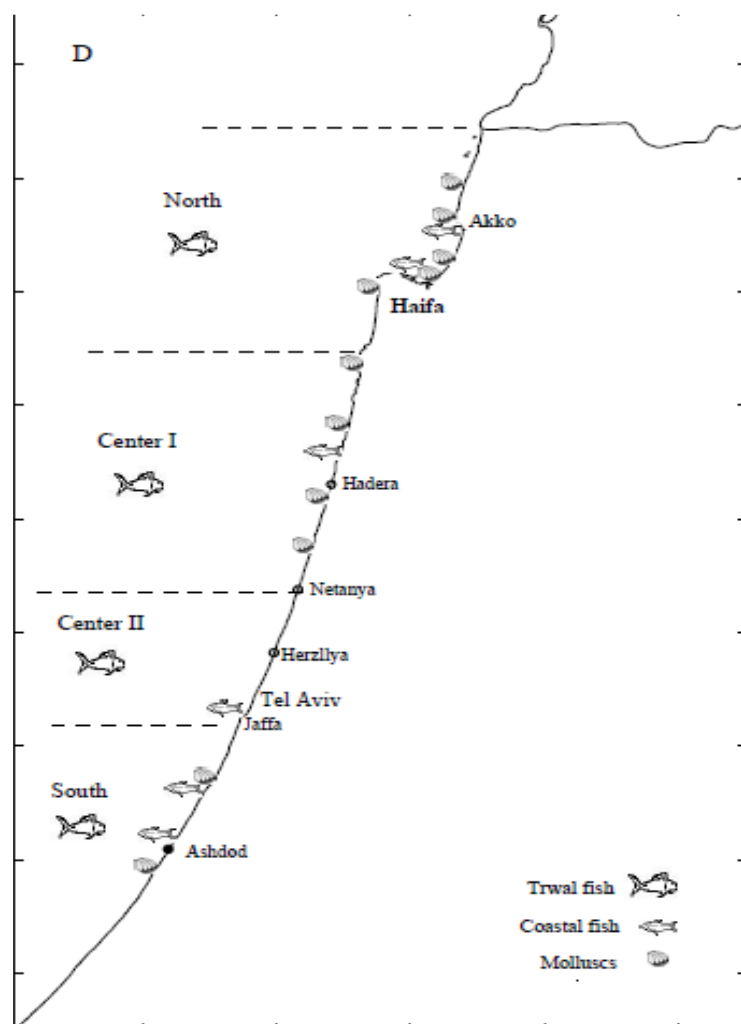 D
North
Akko
Haifa
Center I
Hadera
Netanya
Center II
Herzllya
Tel Aviv
Jaffa
South
Ashdod
Trwal fish
Coastal fish
Molluscs